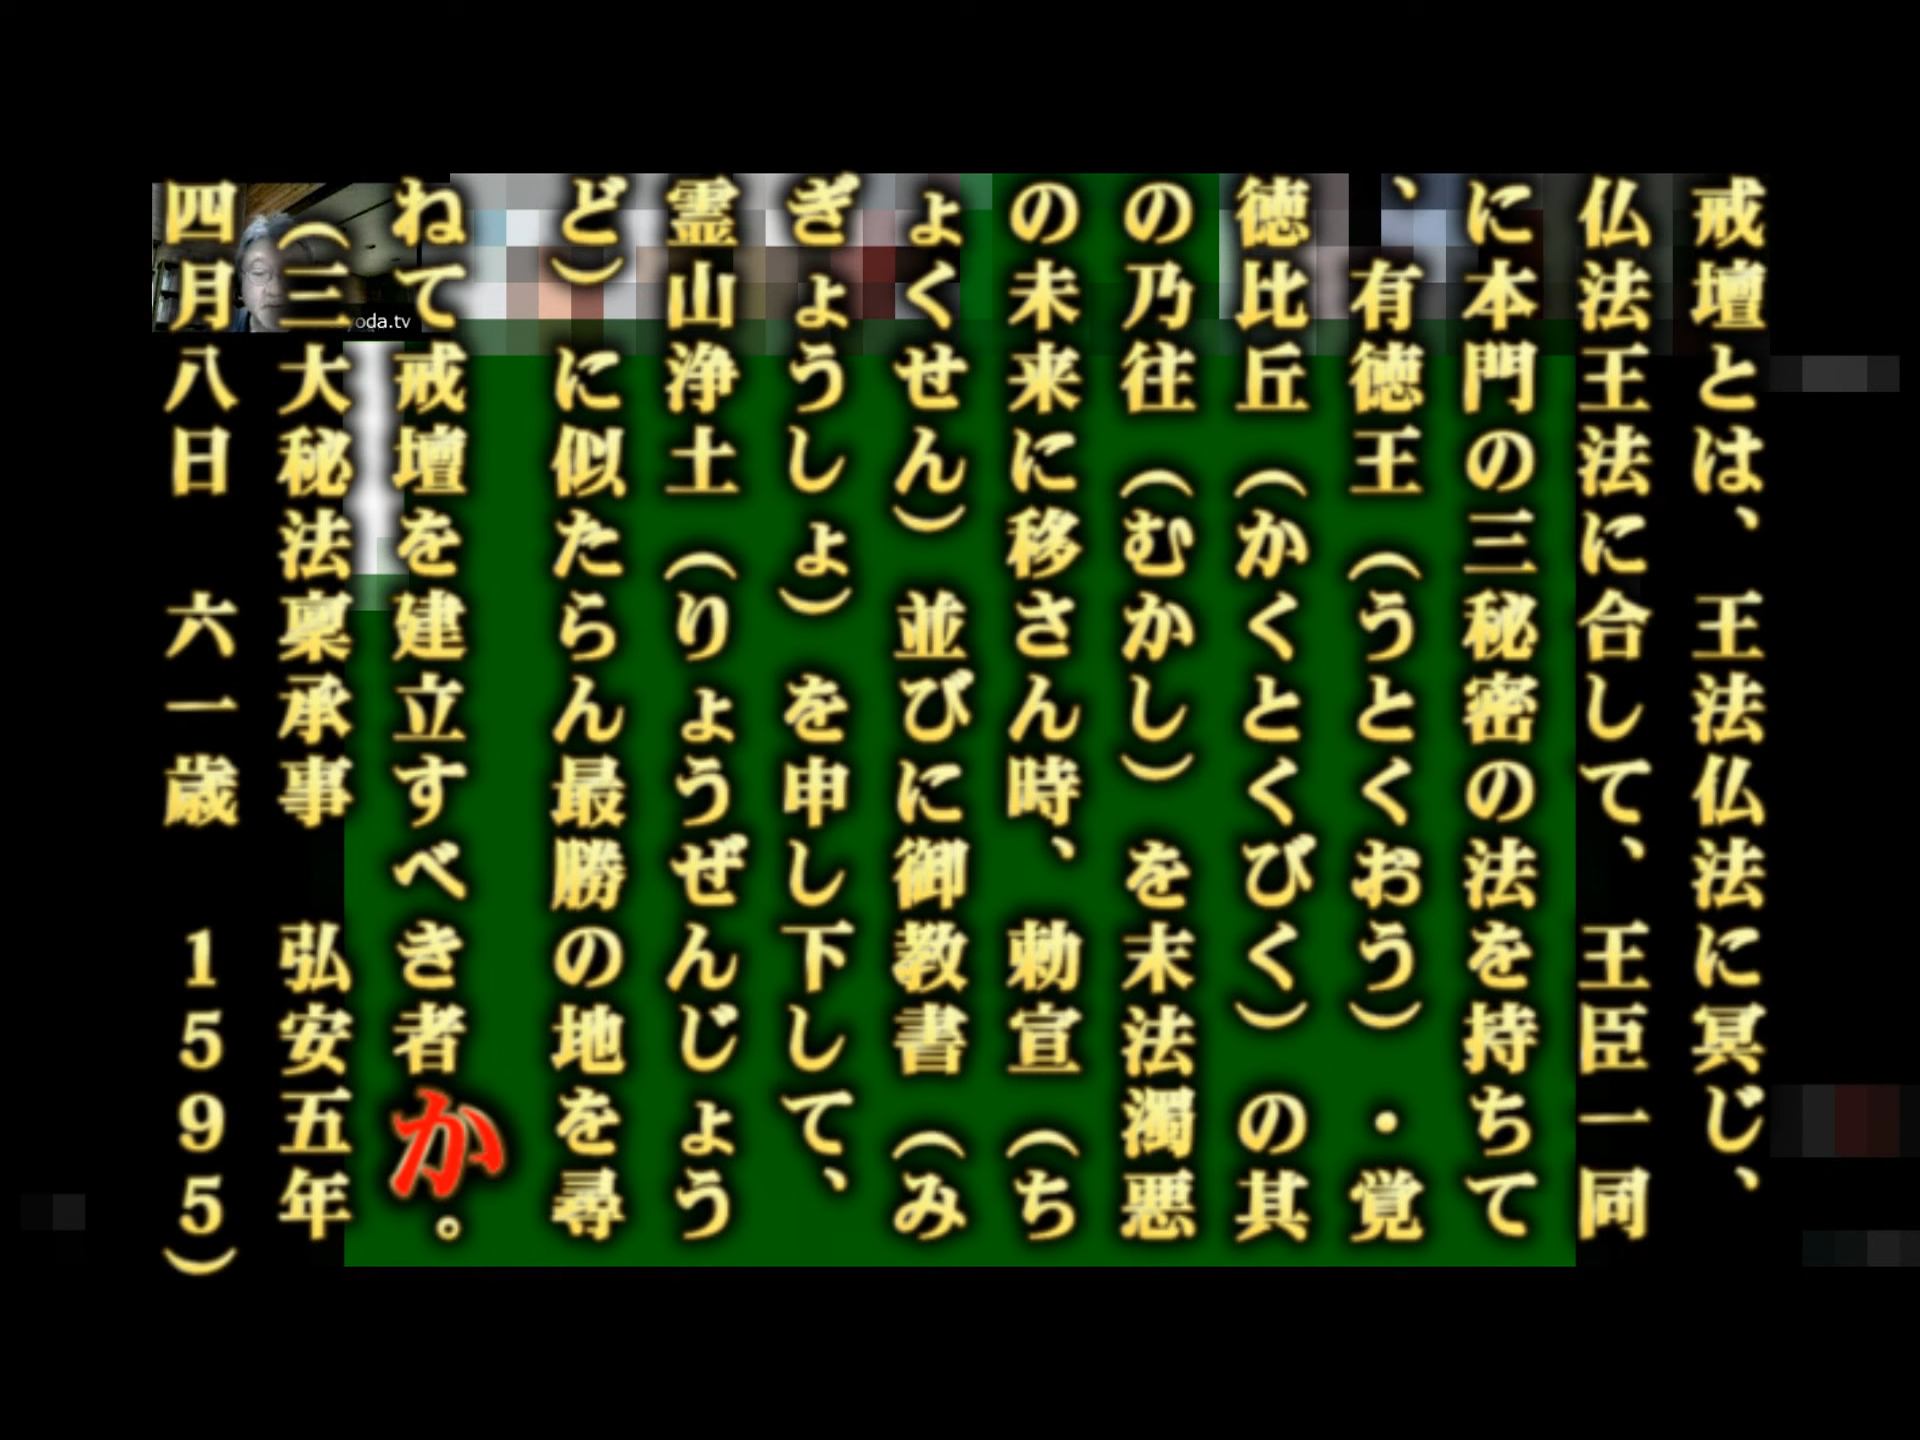 戒壇とは、王法仏法に冥じ、
仏法王法に合して、王臣一同
に本門の三秘密の法を持ちて
、有徳王（うとくおう）・覚
徳比丘（かくとくびく）の其
の乃往（むかし）を末法濁悪
の未来に移さん時、勅宣（ち
ょくせん）並びに御教書（み
ぎょうしょ）を申し下して、
霊山浄土（りょうぜんじょう
ど）に似たらん最勝の地を尋
ねて戒壇を建立すべき者か。
（三大秘法稟承事　弘安五年
四月八日　六一歳　1595）
yoda.tv